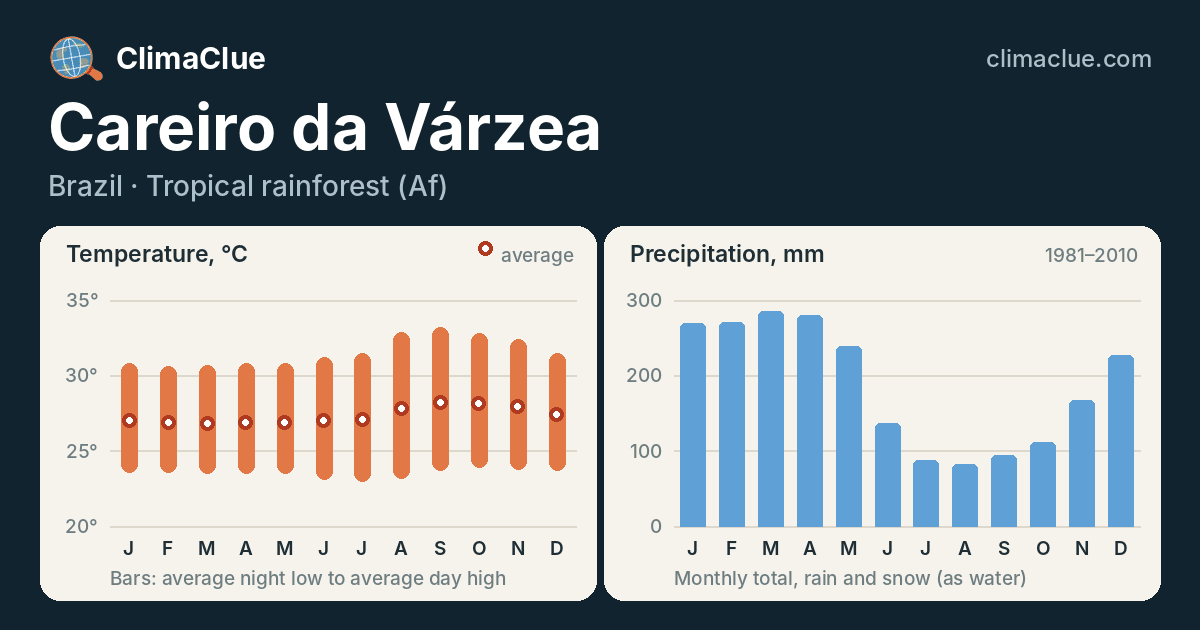 ClimaClue
climaclue.com
Careiro da Várzea
Brazil · Tropical rainforest (Af)
Temperature, °C
average
35°
30°
25°
20°
J F M A M J J A S O N D
Bars: average night low to average day high
Precipitation, mm
1981–2010
300
200
100
0
J F M A M J J A S O N D
Monthly total, rain and snow (as water)